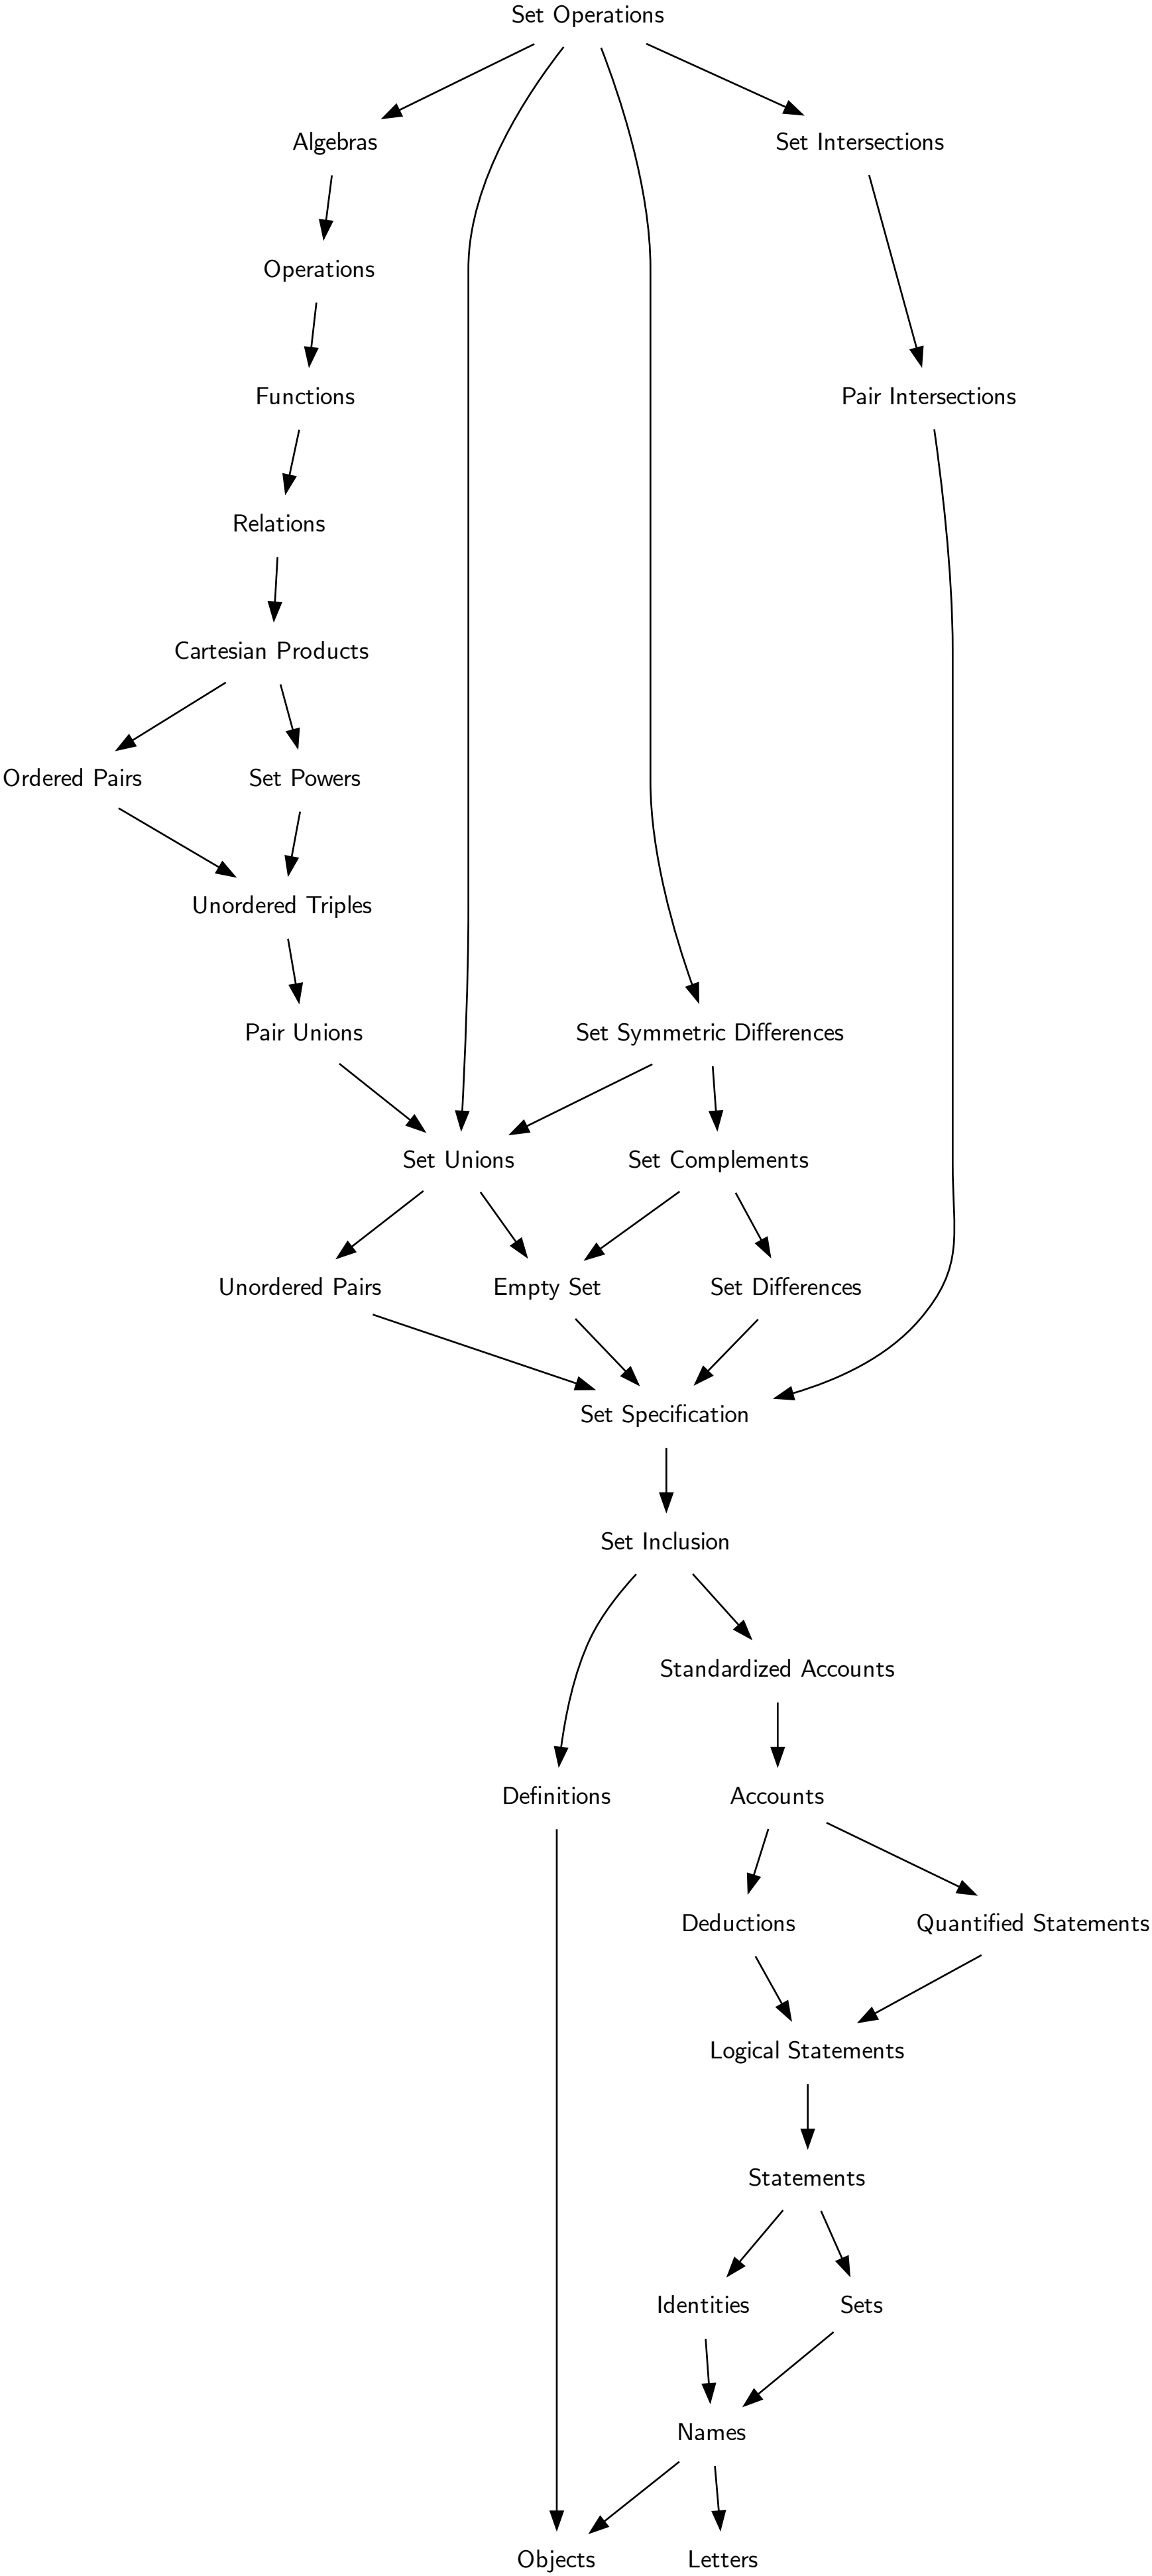 Set Operations
Algebras
Set Intersections
Operations
Functions
Pair Intersections
Relations
Cartesian Products
Ordered Pairs
Set Powers
Unordered Triples
Pair Unions
Set Symmetric Differences
Set Unions
Set Complements
Unordered Pairs
Empty Set
Set Differences
Set Specification
Set Inclusion
Standardized Accounts
Definitions
Accounts
Deductions
Quantified Statements
Logical Statements
Statements
Identities
Sets
Names
Objects
Letters